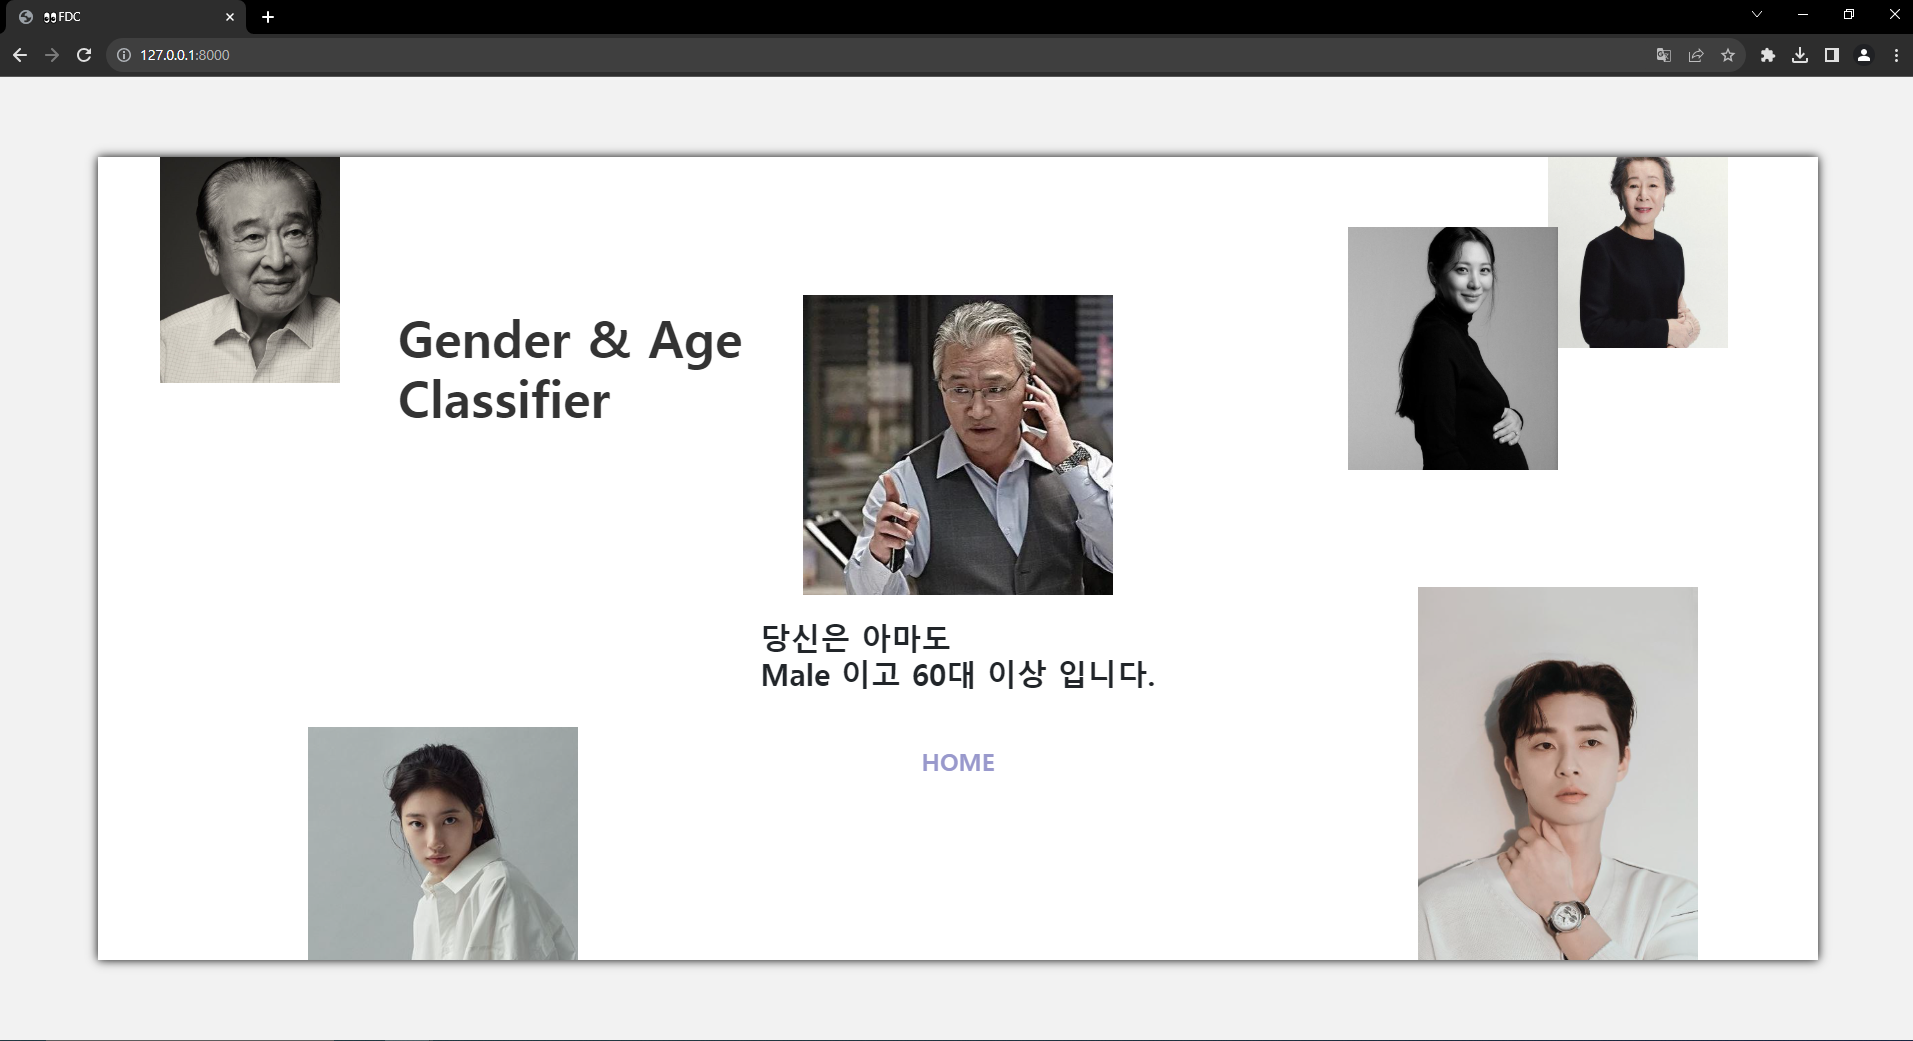 👀FDC
127.0.0.1:8000
Gender & Age
Classifier
당신은 아마도
Male 이고 60대 이상 입니다.
HOME